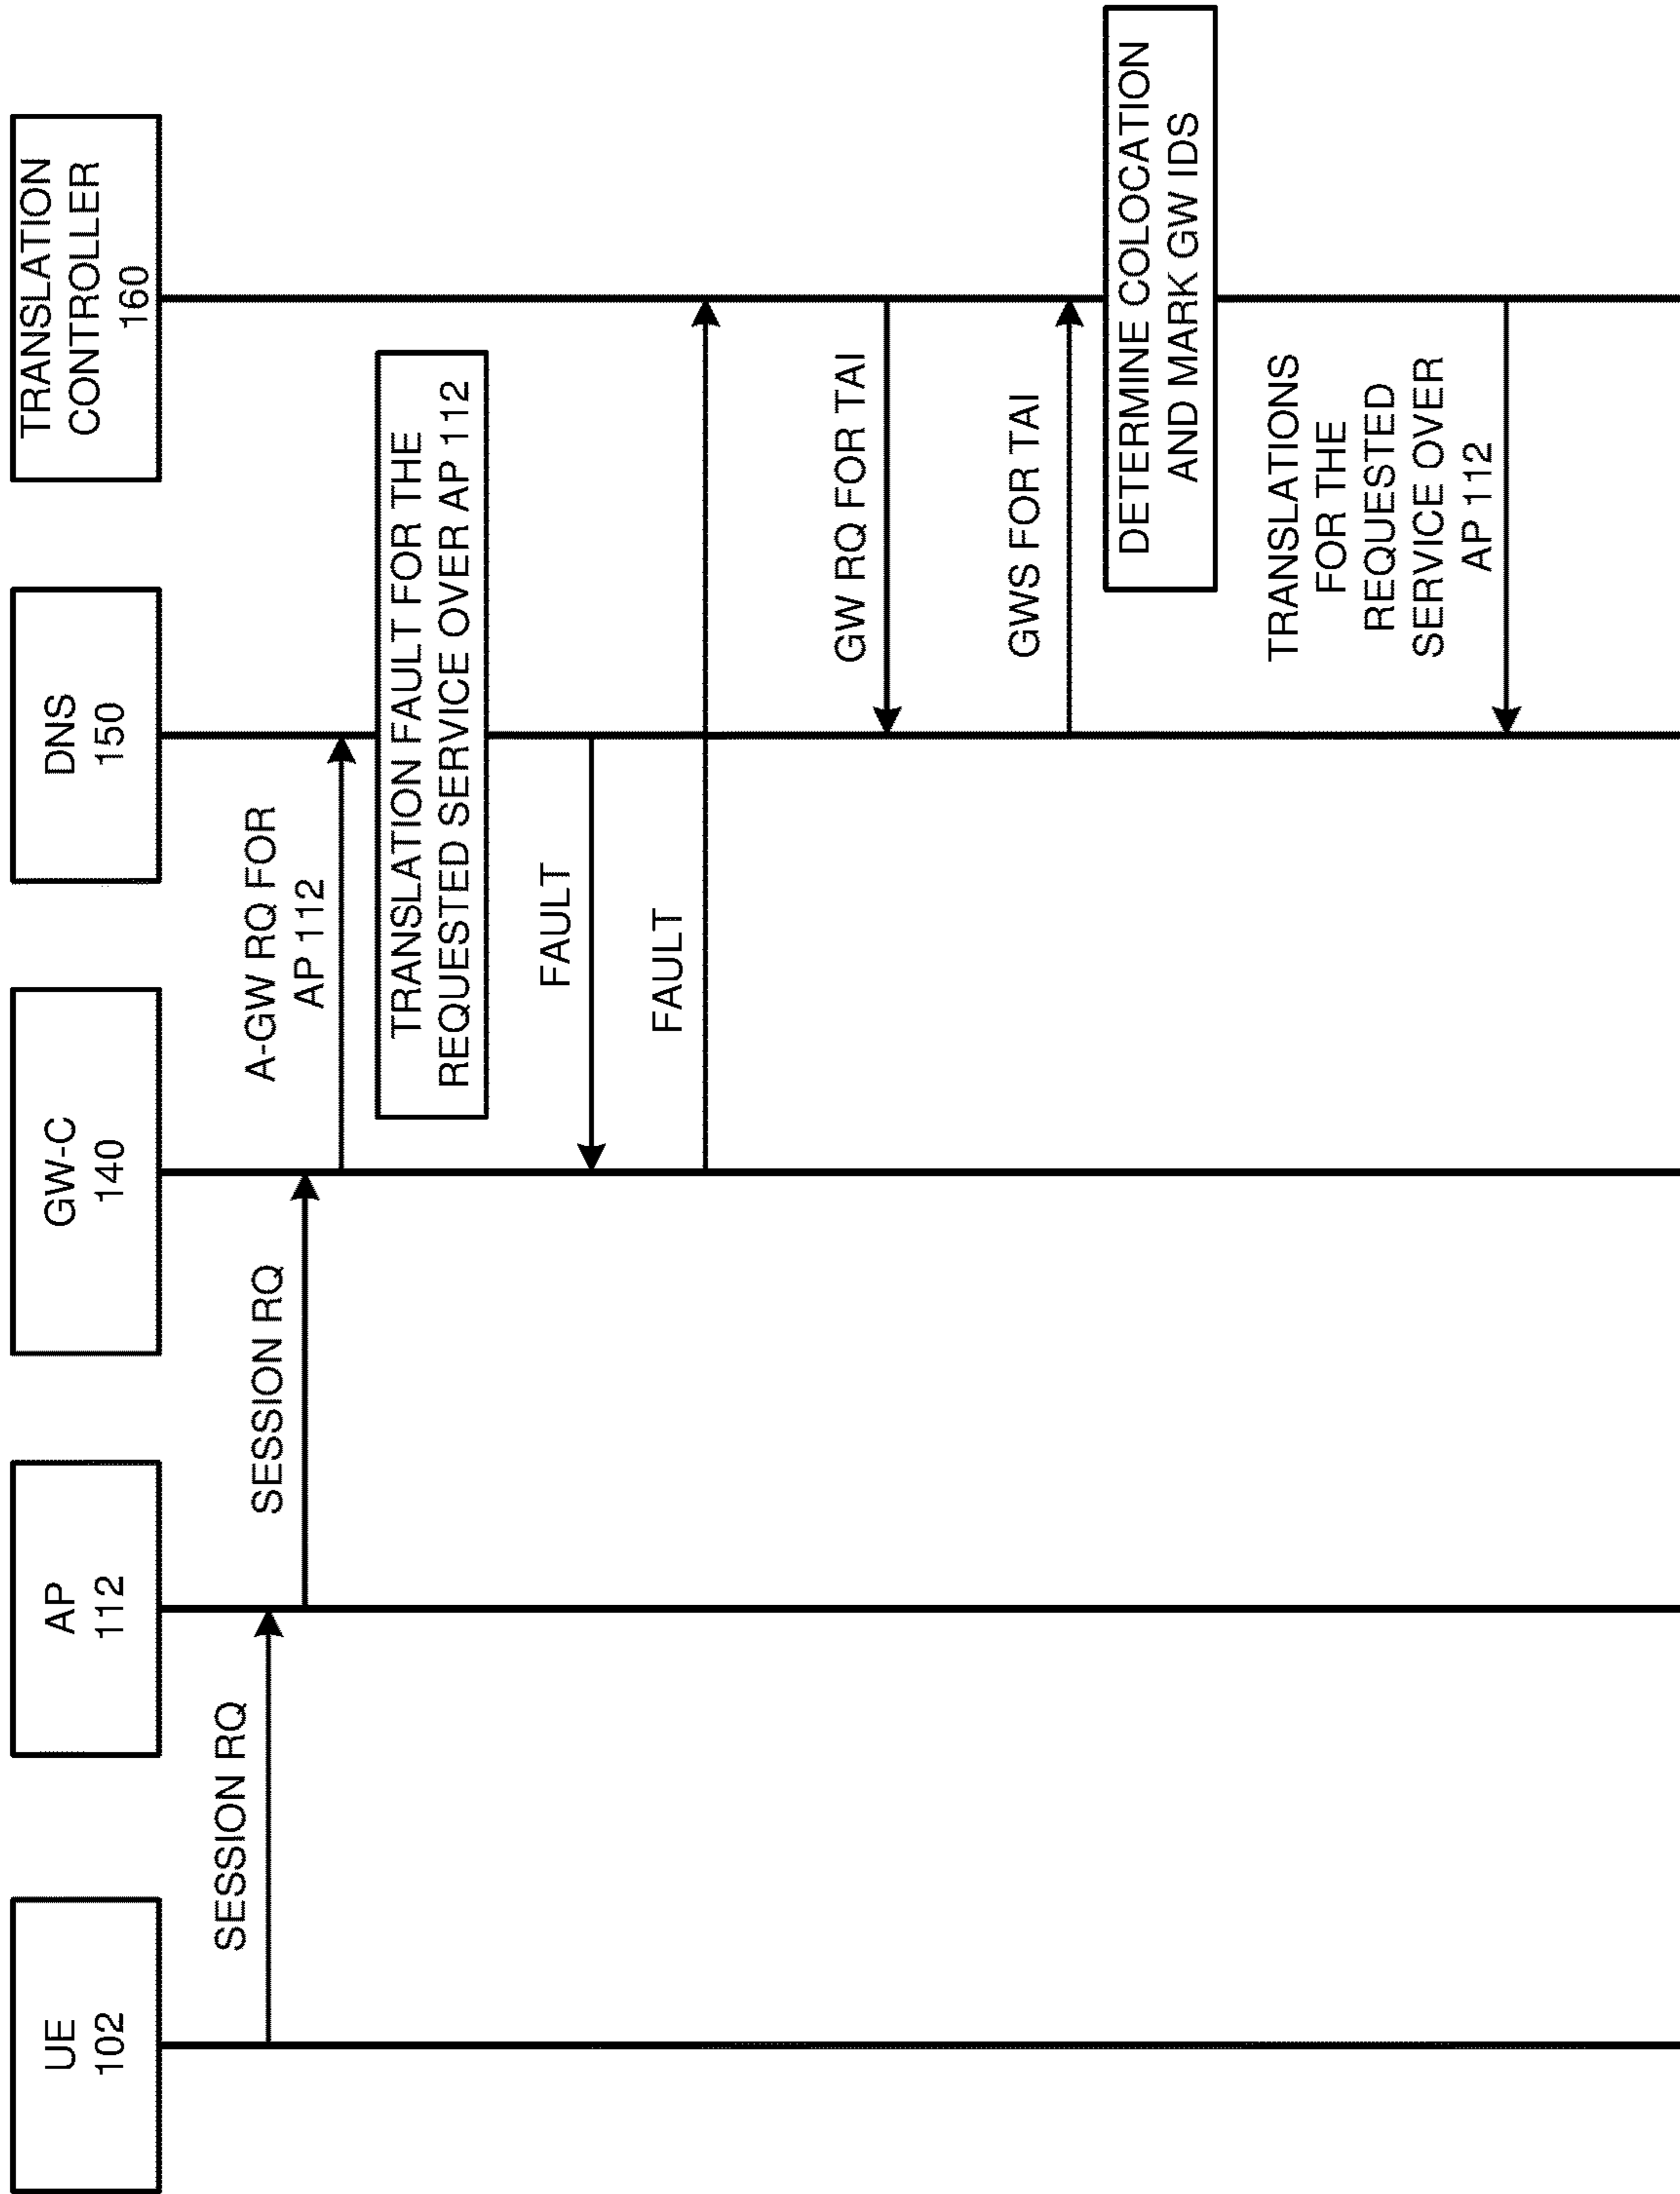 UE
102
AP
112
GW-C
140
DNS
150
TRANSLATION
CONTROLLER
160
SESSION RQ
SESSION RQ
A-GW RQ FOR
AP 112
TRANSLATION FAULT FOR THE
REQUESTED SERVICE OVER AP 112
FAULT
FAULT
GW RQ FOR TAI
GWS FOR TAI
DETERMINE COLOCATION
AND MARK GW IDS
TRANSLATIONS
FOR THE
REQUESTED
SERVICE OVER
AP 112